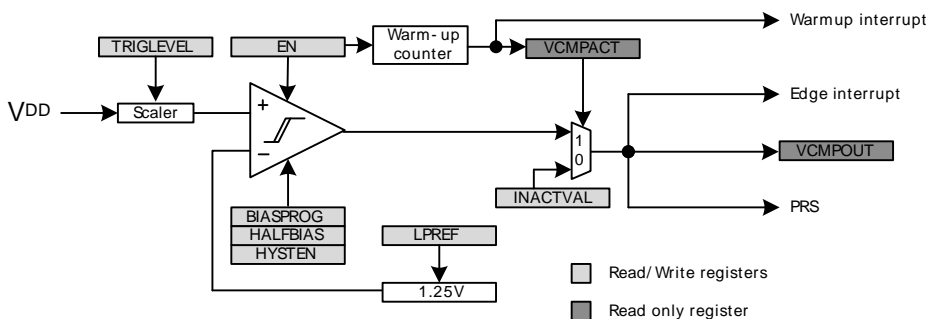 Warm-up
counter
Warmup interrupt
TRIGLEVEL
EN
VCMPACT
Edge interrupt
VDD
Scaler
+
−
1
0
VCMPOUT
INACTVAL
PRS
BIASPROG
HALFBIAS
HYSTEN
LPREF
1.25V
Read/Write registers
Read only register